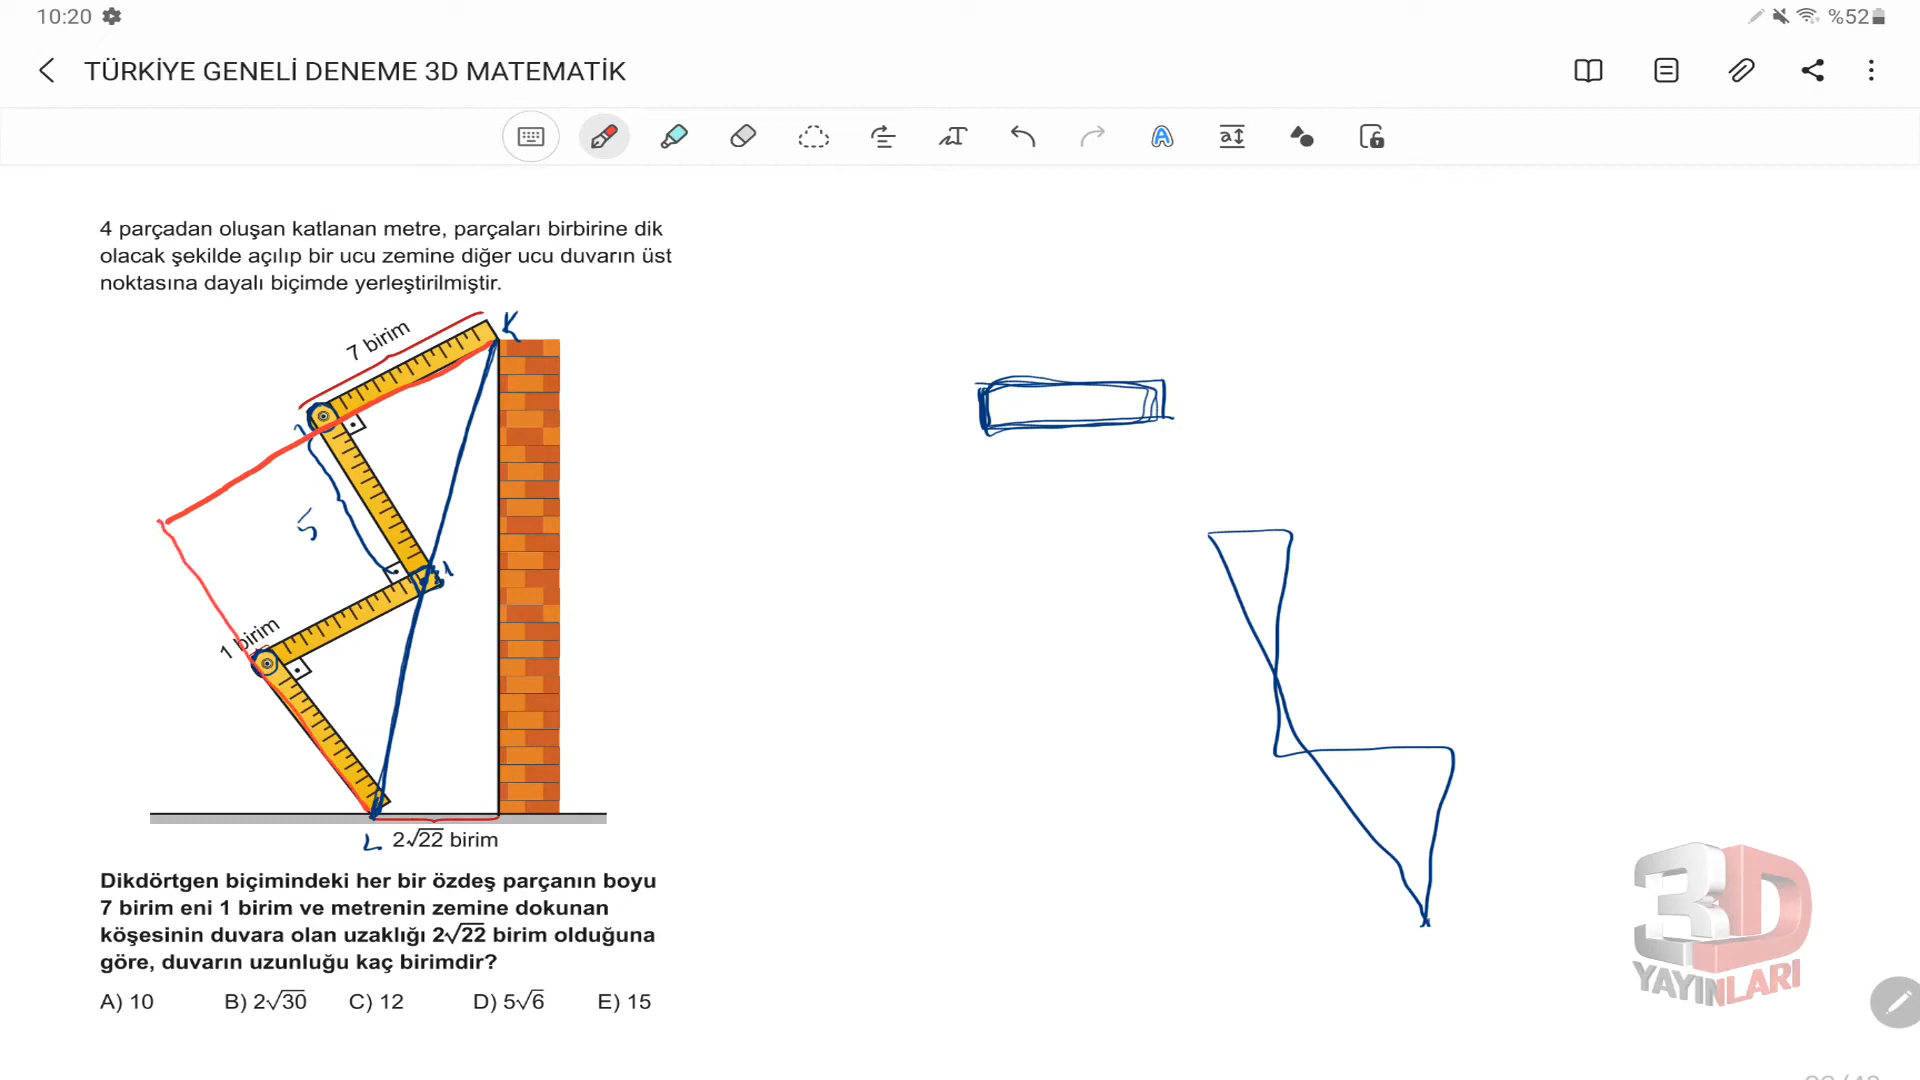 10:20
%52
TÜRKİYE GENELİ DENEME 3D MATEMATİK
4 parçadan oluşan katlanan metre, parçaları birbirine dik
olacak şekilde açılıp bir ucu zemine diğer ucu duvarın üst
noktasına dayalı biçimde yerleştirilmiştir.
K
7 birim
1
5
1
1 birim
L
2√22 birim
Dikdörtgen biçimindeki her bir özdeş parçanın boyu
7 birim eni 1 birim ve metrenin zemine dokunan
köşesinin duvara olan uzaklığı 2√22 birim olduğuna
göre, duvarın uzunluğu kaç birimdir?
A) 10 B) 2√30 C) 12 D) 5√6 E) 15
3D
YAYINLARI